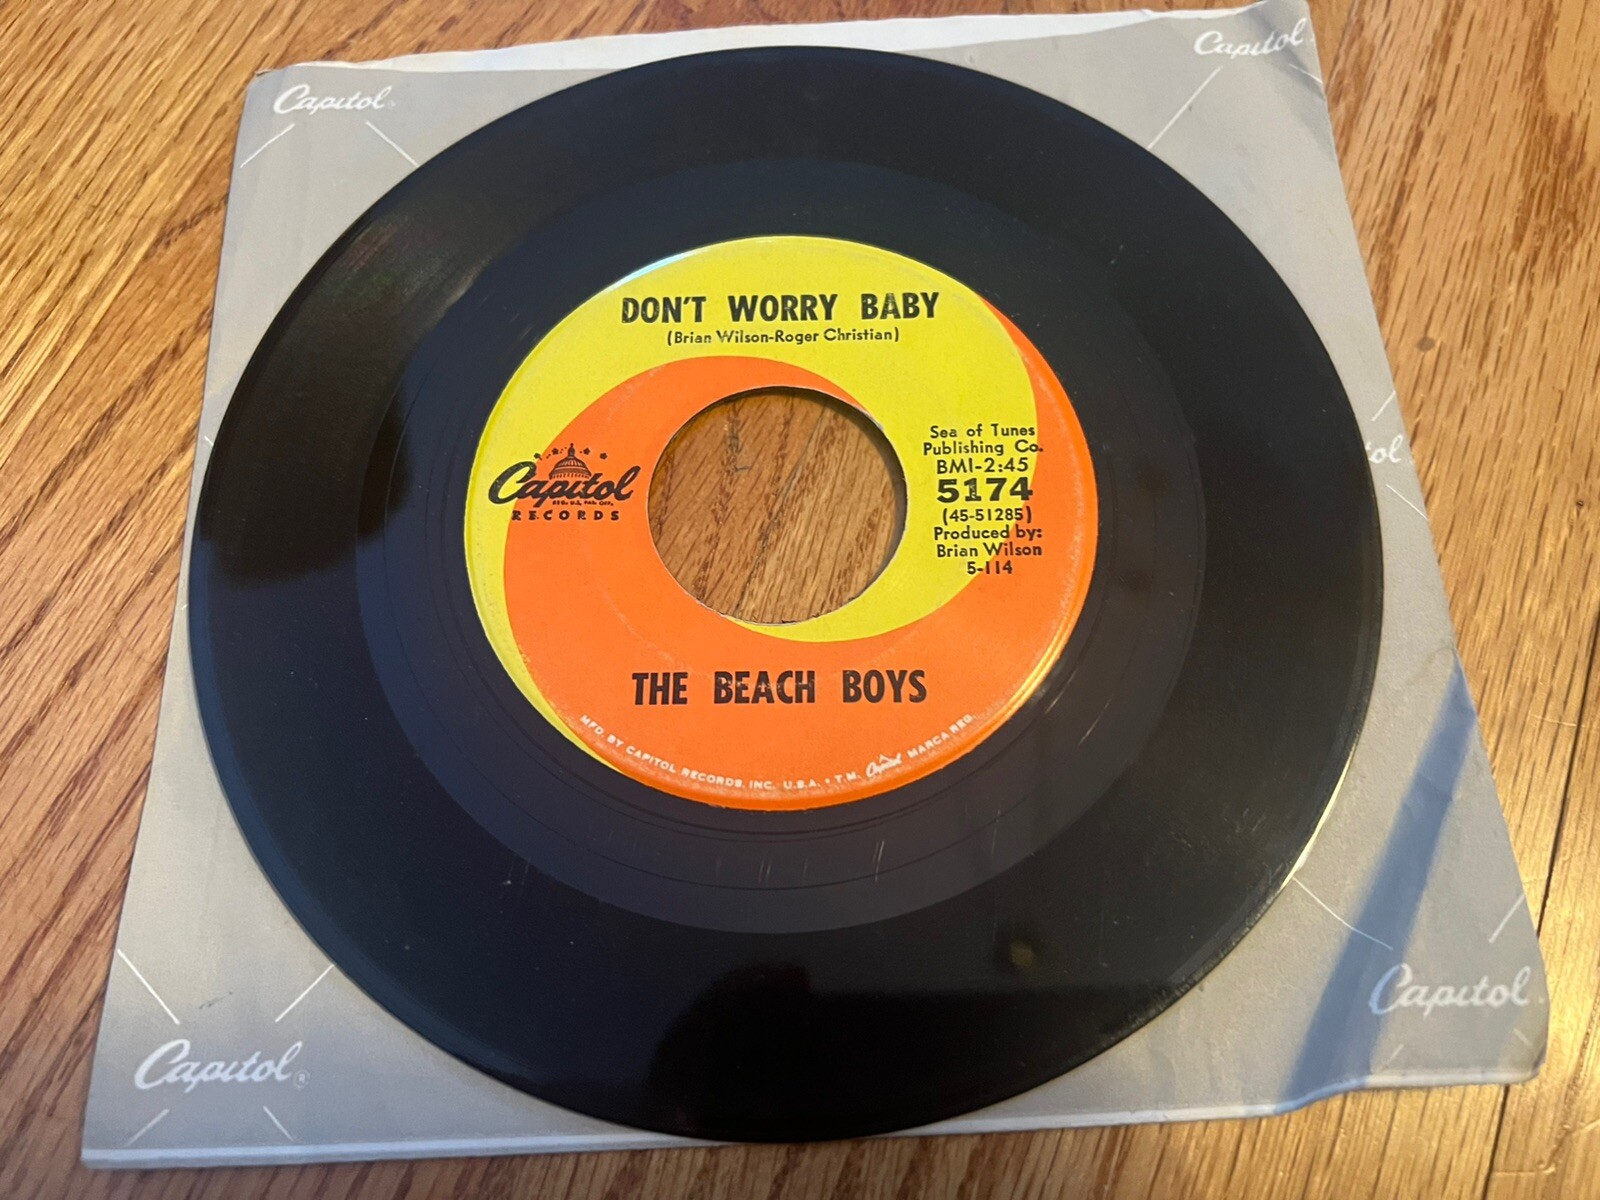 Capitol
Capitol
DON'T WORRY BABY
(Brian Wilson-Roger Christian)
Capitol
RECORDS
Sea of Tunes
Publishing Co.
BMI-2:45
5174
(45-51285)
Produced by:
Brian Wilson
5-114
THE BEACH BOYS
MFD. BY CAPITOL RECORDS, INC. U.S.A. • T.M. Capitol MARCA REG.
tol
Capitol
Capitol®